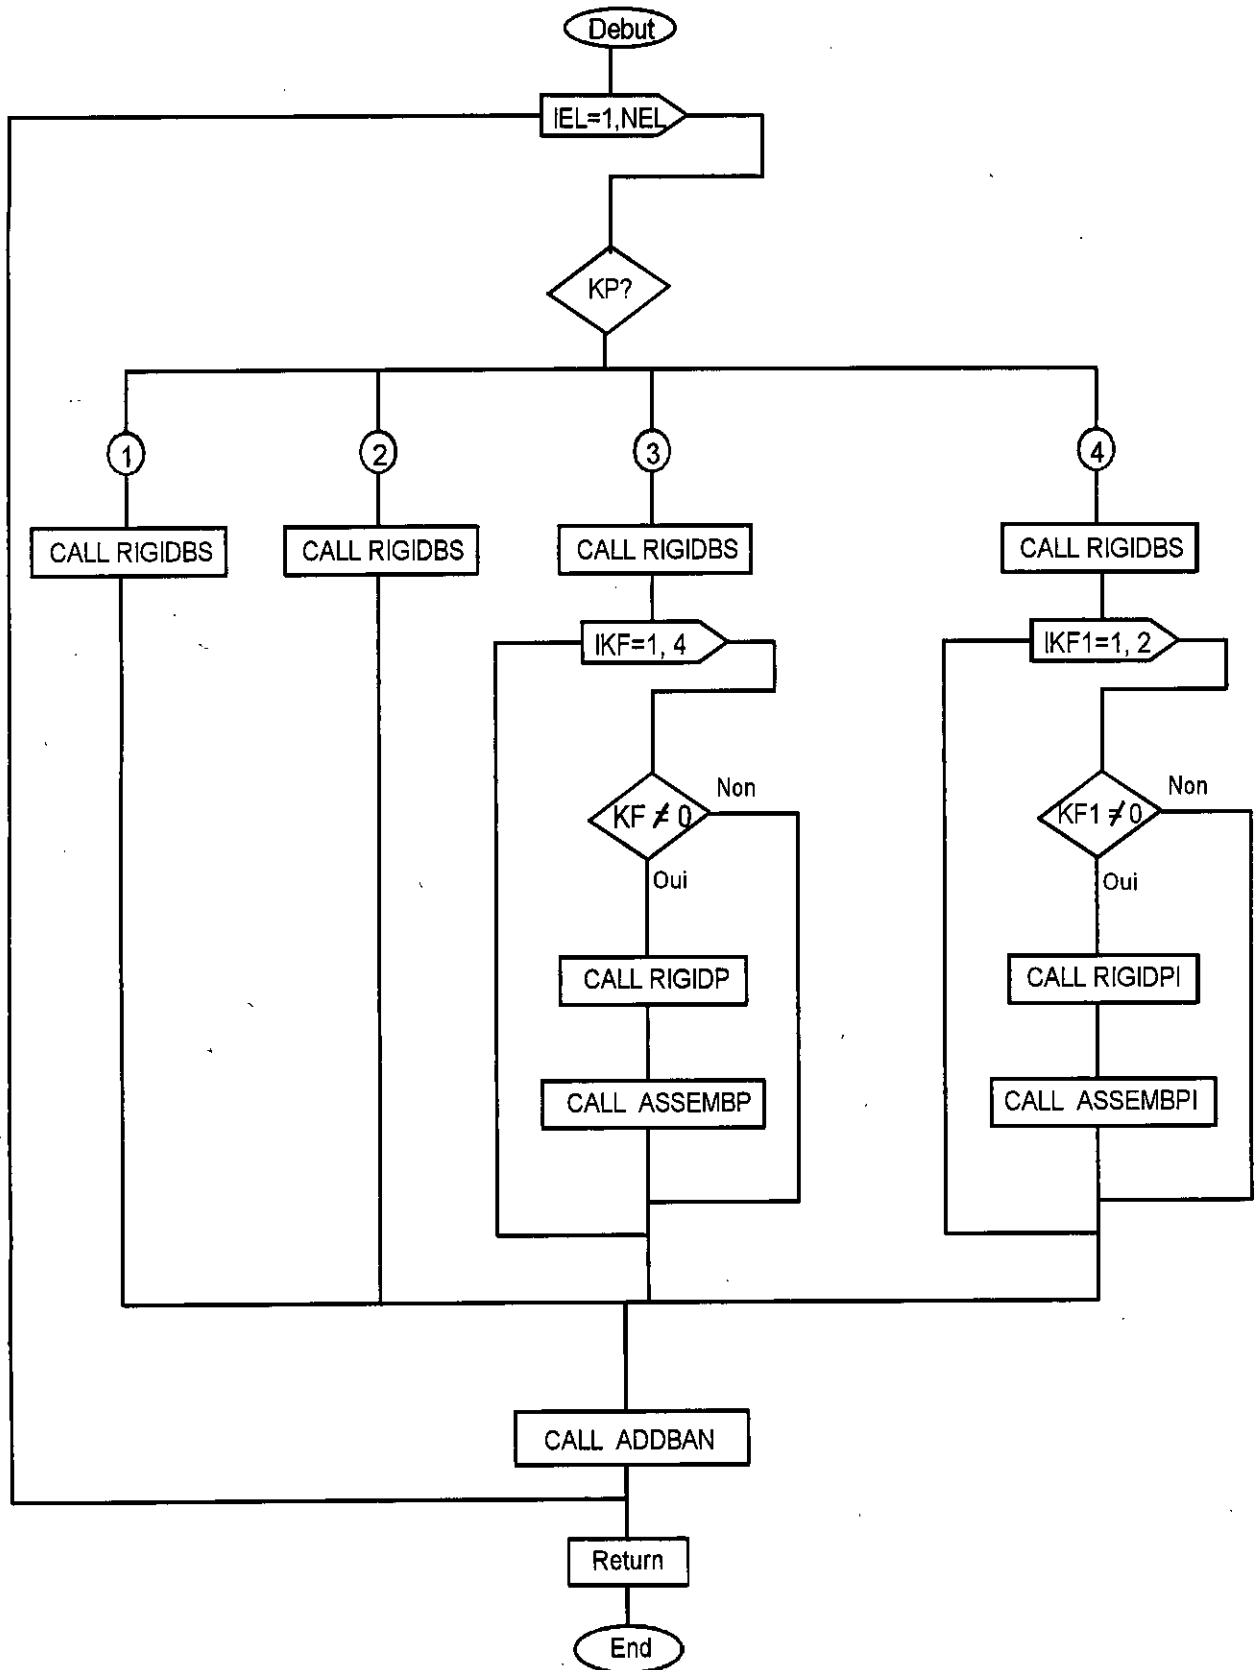 Debut
IEL=1,NEL
KP?
1 2 3 4
CALL RIGIDBS CALL RIGIDBS CALL RIGIDBS CALL RIGIDBS
IKF=1, 4 IKF1=1, 2
Non Non
KF ≠ 0 KF1 ≠ 0
Oui Oui
CALL RIGIDP CALL RIGIDPI
CALL ASSEMBP CALL ASSEMBPI
CALL ADDBAN
Return
End